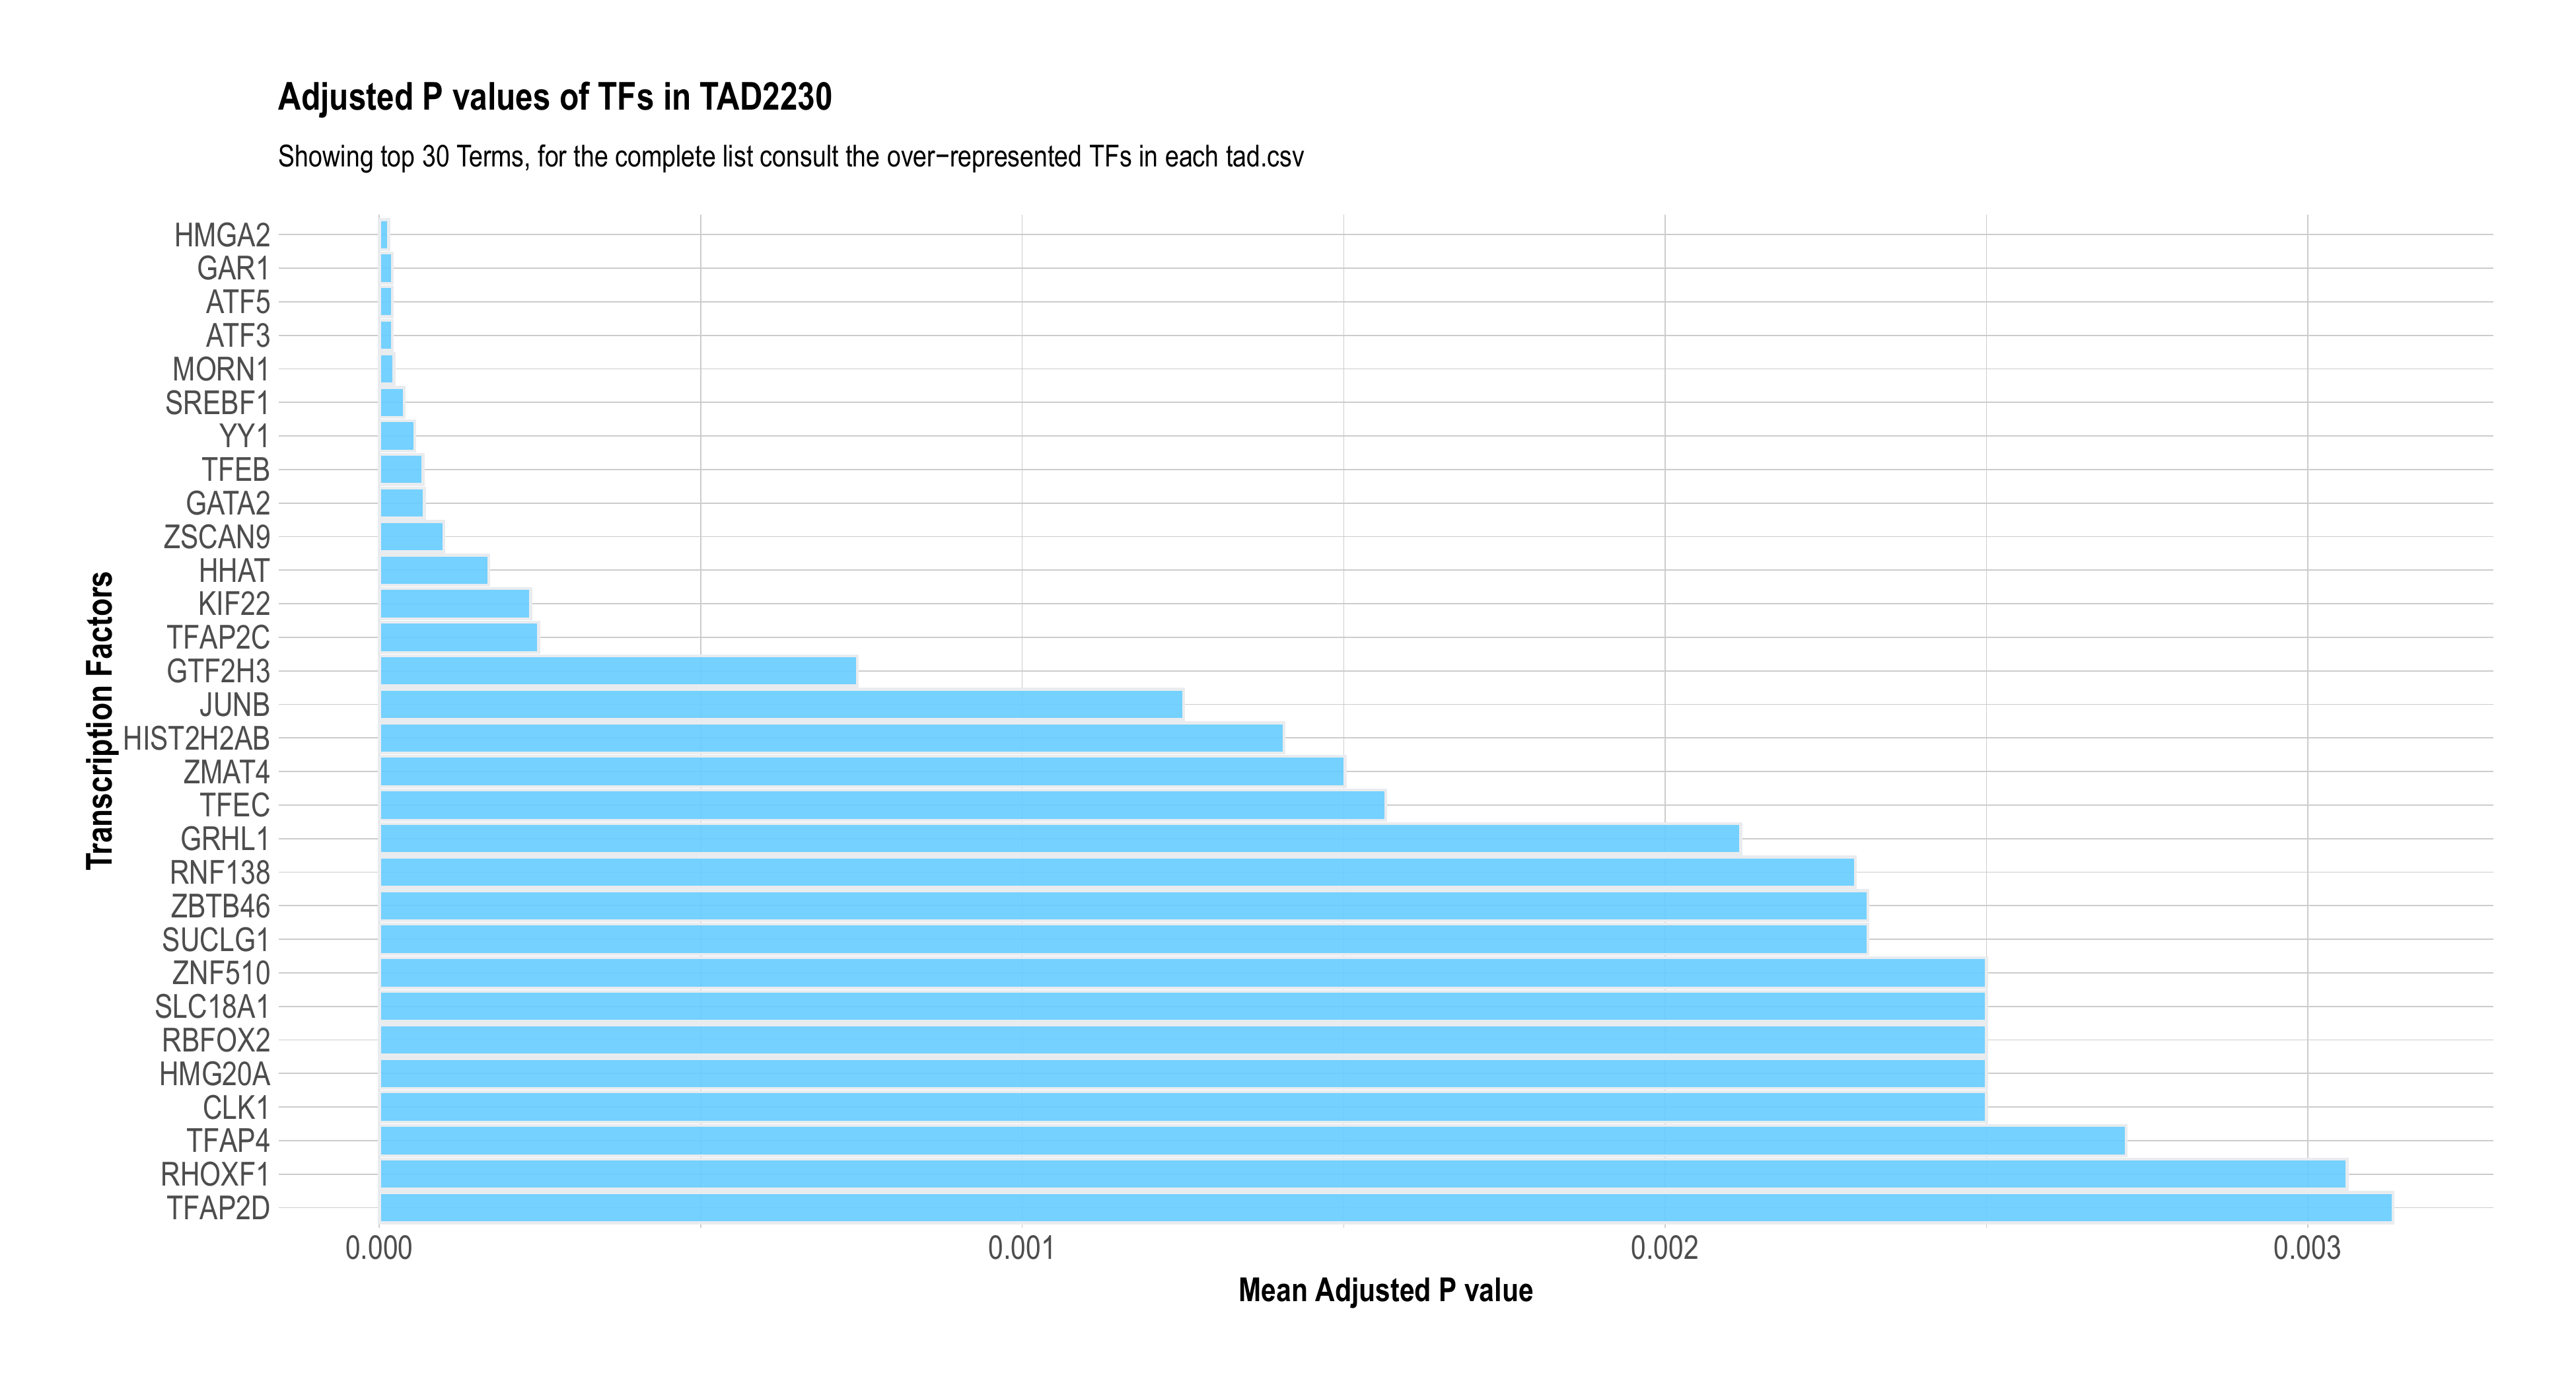 Adjusted P values of TFs in TAD2230
Showing top 30 Terms, for the complete list consult the over−represented TFs in each tad.csv
Transcription Factors
HMGA2
GAR1
ATF5
ATF3
MORN1
SREBF1
YY1
TFEB
GATA2
ZSCAN9
HHAT
KIF22
TFAP2C
GTF2H3
JUNB
HIST2H2AB
ZMAT4
TFEC
GRHL1
RNF138
ZBTB46
SUCLG1
ZNF510
SLC18A1
RBFOX2
HMG20A
CLK1
TFAP4
RHOXF1
TFAP2D
0.000 0.001 0.002 0.003
Mean Adjusted P value